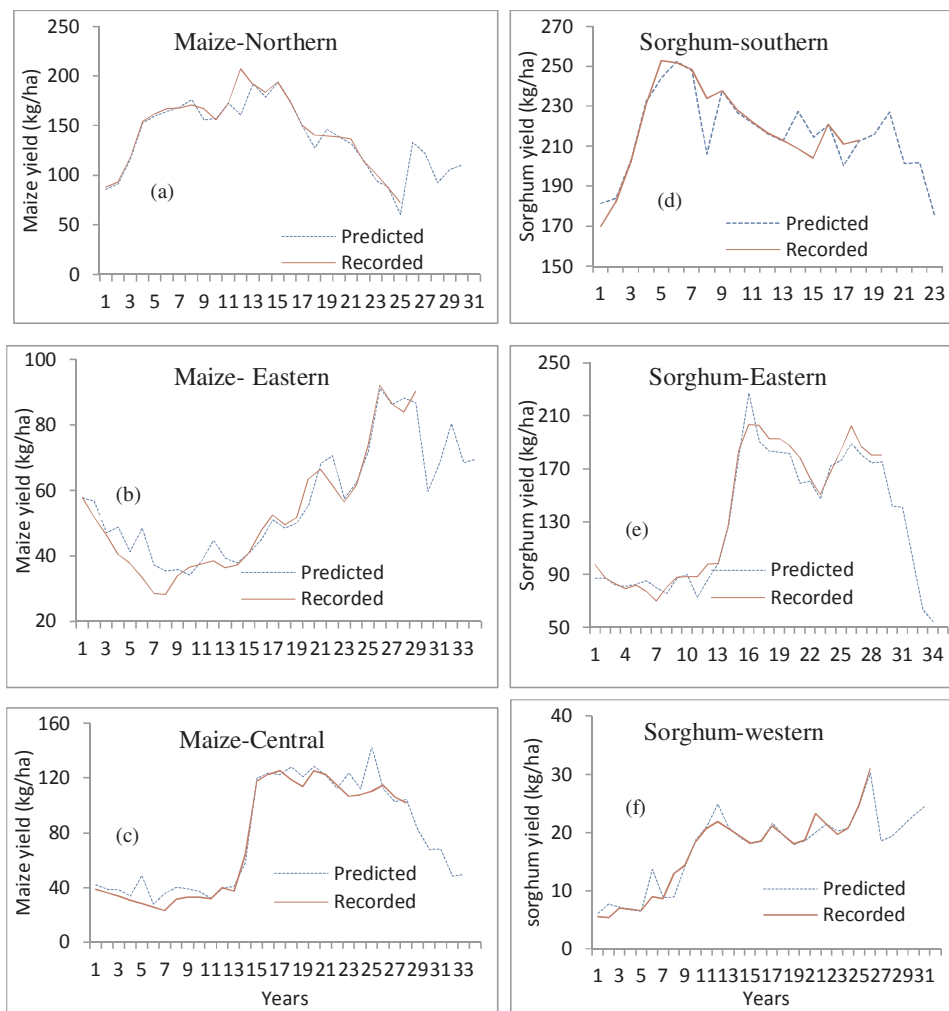 Maize-Northern
Maize yield (kg/ha)
250
200
150
100
50
0
(a)
Predicted
Recorded
1 3 5 7 9 11 13 15 17 19 21 23 25 27 29 31
Sorghum-southern
Sorghum yield (kg/ha)
270
250
230
210
190
170
150
(d)
Predicted
Recorded
1 3 5 7 9 11 13 15 17 19 21 23
Maize- Eastern
Maize yield (kg/ha)
100
80
60
40
20
(b)
Predicted
Recorded
1 3 5 7 9 11 13 15 17 19 21 23 25 27 29 31 33
Sorghum-Eastern
Sorghum yield (kg/ha)
250
210
170
130
90
50
(e)
Predicted
Recorded
1 4 7 10 13 16 19 22 25 28 31 34
Maize-Central
Maize yield (kg/ha)
160
120
80
40
0
(c)
Predicted
Recorded
1 3 5 7 9 11 13 15 17 19 21 23 25 27 29 31 33
Years
Sorghum-western
sorghum yield (kg/ha)
40
30
20
10
0
(f)
Predicted
Recorded
1 3 5 7 9 11 13 15 17 19 21 23 25 27 29 31
Years